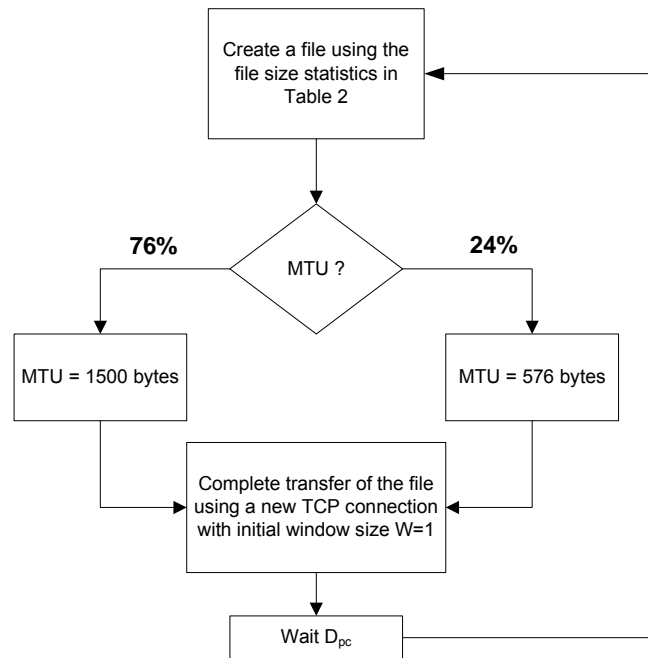 Create a file using the
file size statistics in
Table 2
76%
24%
MTU ?
MTU = 1500 bytes
MTU = 576 bytes
Complete transfer of the file
using a new TCP connection
with initial window size W=1
Wait Dpc